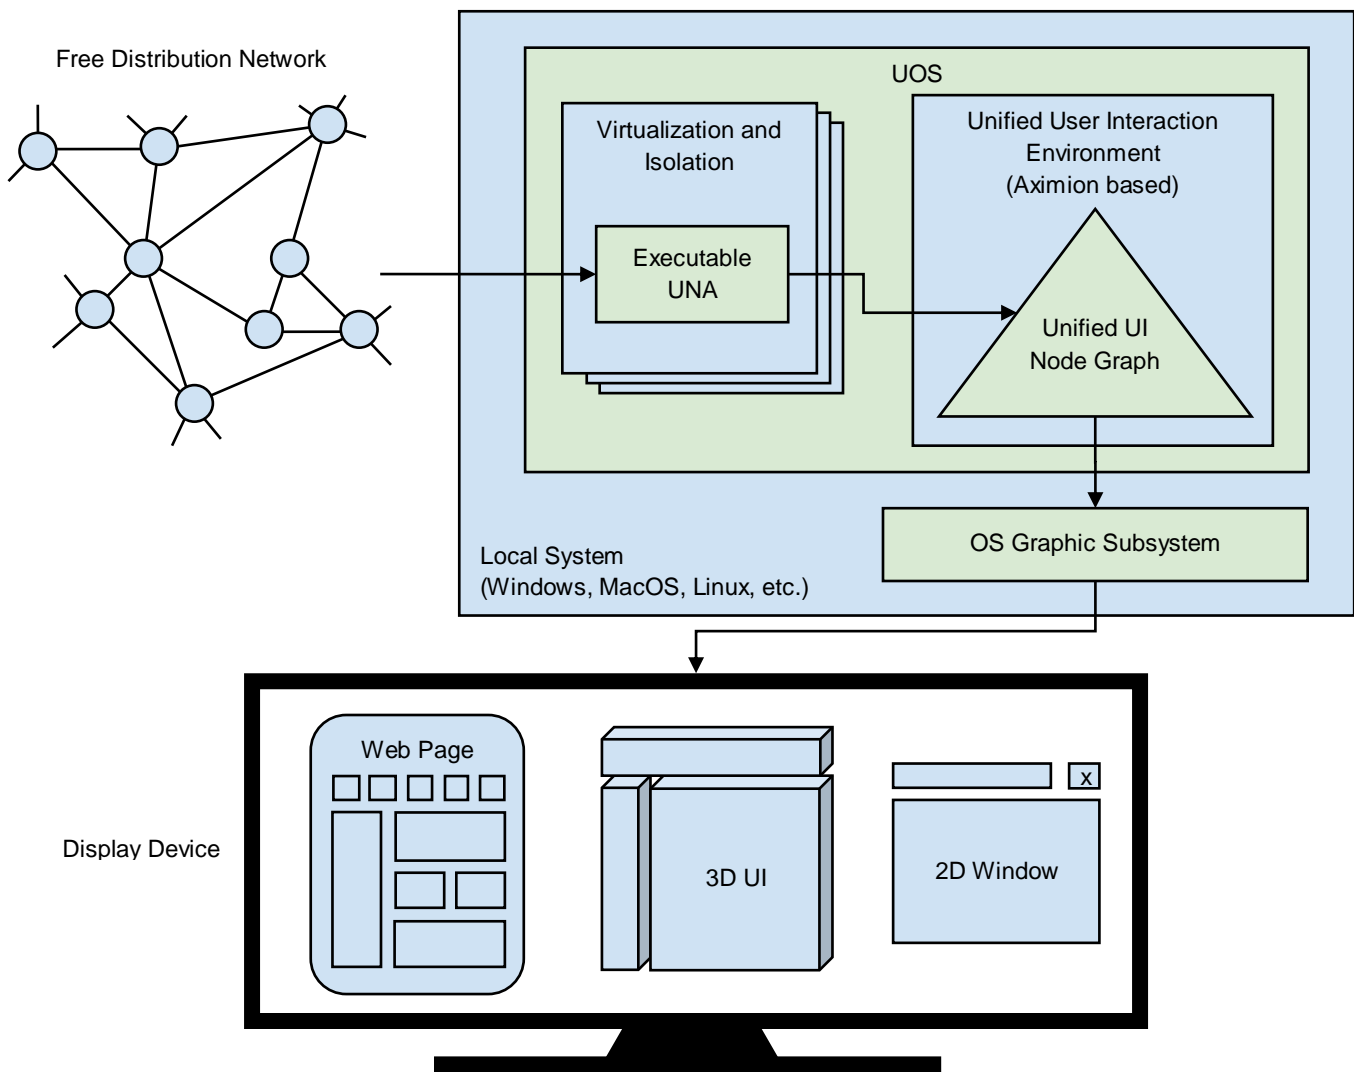 Free Distribution Network
UOS
Virtualization and
Isolation
Executable
UNA
Unified User Interaction
Environment
(Aximion based)
Unified UI
Node Graph
OS Graphic Subsystem
Local System
(Windows, MacOS, Linux, etc.)
Display Device
Web Page
3D UI
x
2D Window